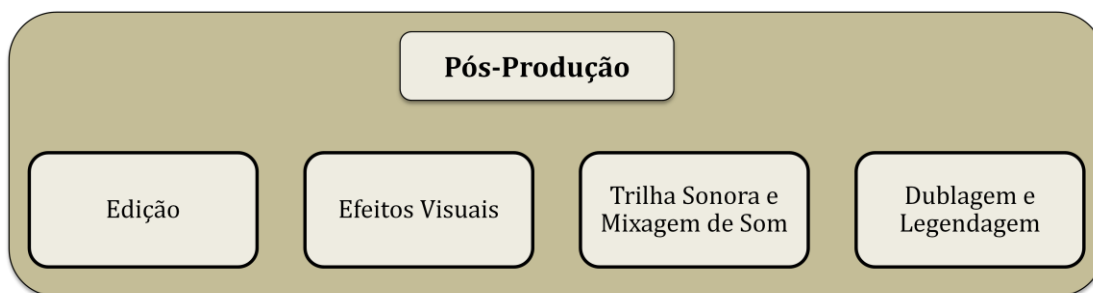 Pós-Produção
Edição
Efeitos Visuais
Trilha Sonora e
Mixagem de Som
Dublagem e
Legendagem